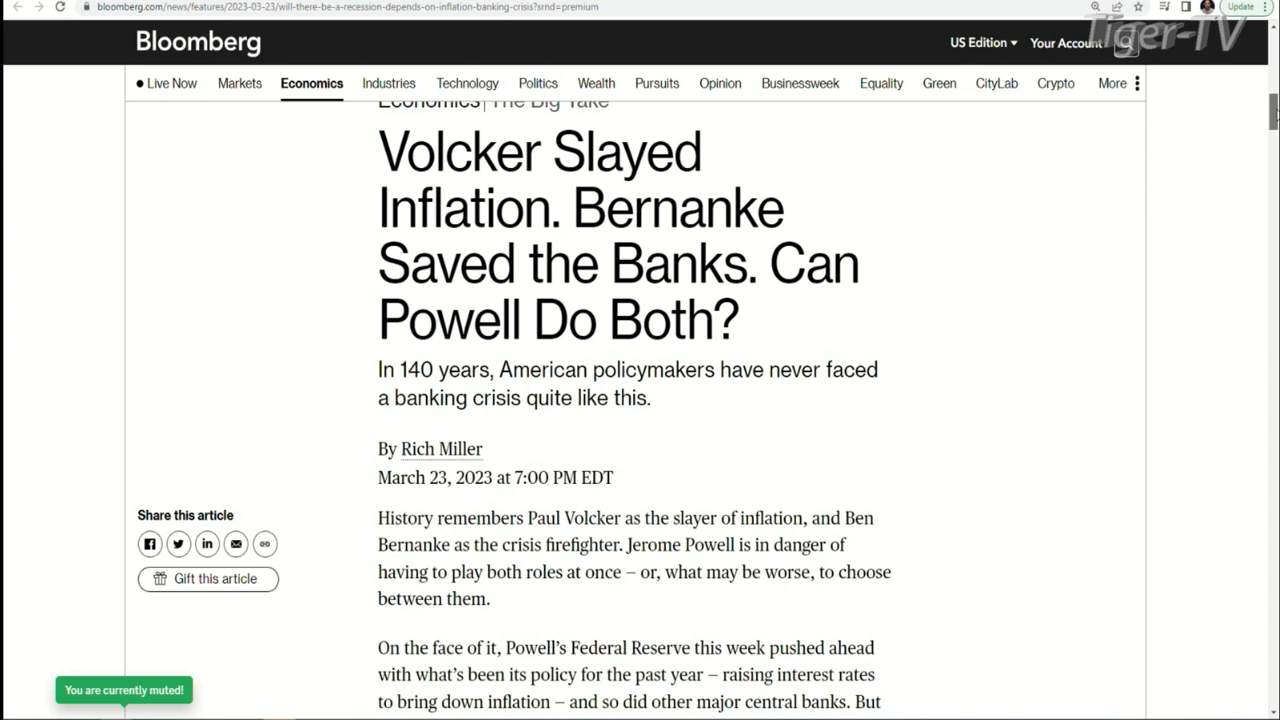 bloomberg.com/news/features/2023-03-23/will-there-be-a-recession-depends-on-inflation-banking-crisis?srnd=premium
Update
Tiger-TV
Bloomberg
US Edition
Your Account
Live Now Markets Economics Industries Technology Politics Wealth Pursuits Opinion Businessweek Equality Green CityLab Crypto More
Economics | The Big Take
Volcker Slayed
Inflation. Bernanke
Saved the Banks. Can
Powell Do Both?
In 140 years, American policymakers have never faced
a banking crisis quite like this.
By Rich Miller
March 23, 2023 at 7:00 PM EDT
Share this article
Gift this article
History remembers Paul Volcker as the slayer of inflation, and Ben
Bernanke as the crisis firefighter. Jerome Powell is in danger of
having to play both roles at once – or, what may be worse, to choose
between them.
On the face of it, Powell's Federal Reserve this week pushed ahead
with what's been its policy for the past year – raising interest rates
to bring down inflation – and so did other major central banks. But
You are currently muted!